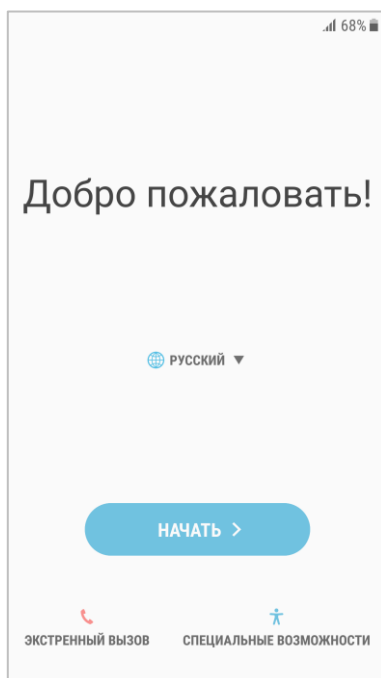 68%
Добро пожаловать!
РУССКИЙ
НАЧАТЬ
ЭКСТРЕННЫЙ ВЫЗОВ
СПЕЦИАЛЬНЫЕ ВОЗМОЖНОСТИ